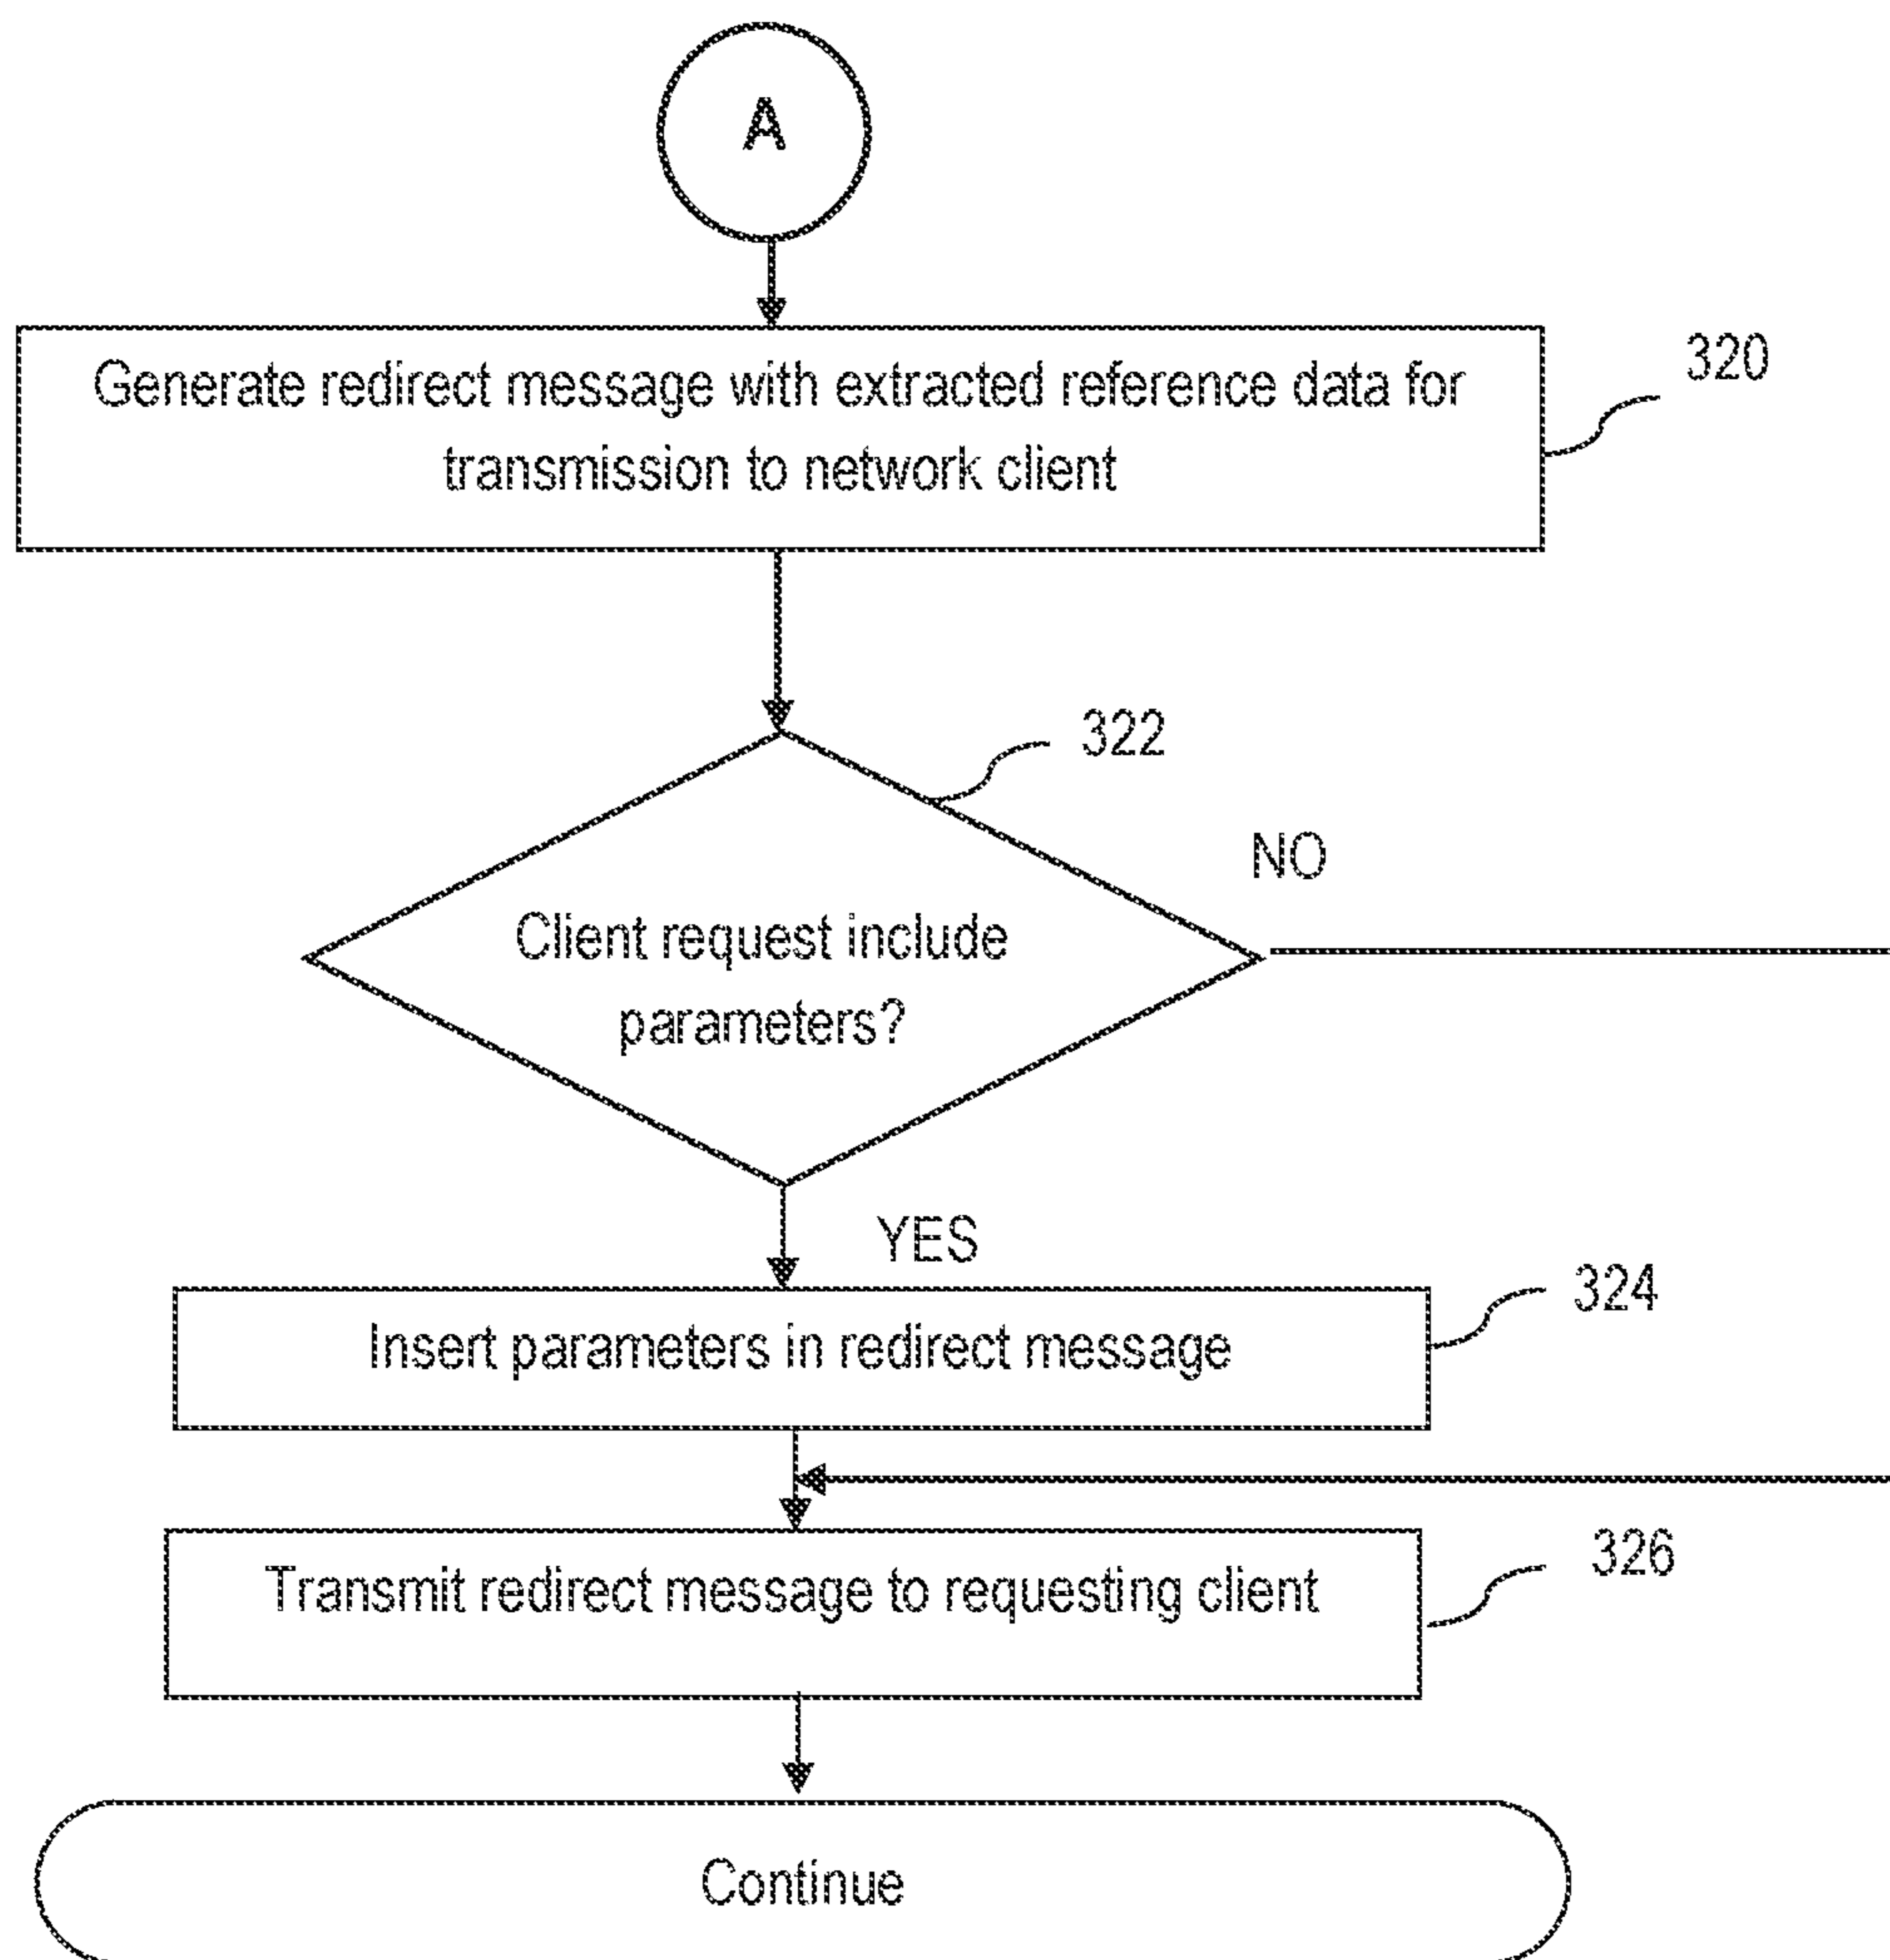 A
Generate redirect message with extracted reference data for
transmission to network client
320
322
NO
Client request include
parameters?
YES
324
Insert parameters in redirect message
326
Transmit redirect message to requesting client
Continue